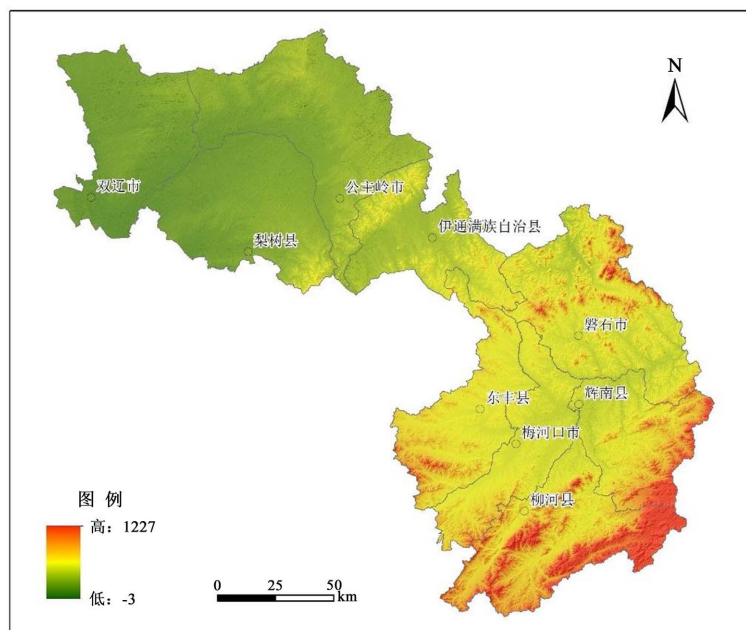 N
双辽市
公主岭市
伊通满族自治县
梨树县
磐石市
东丰县
辉南县
梅河口市
柳河县
图 例
高：1227
低：-3
0 25 50
km